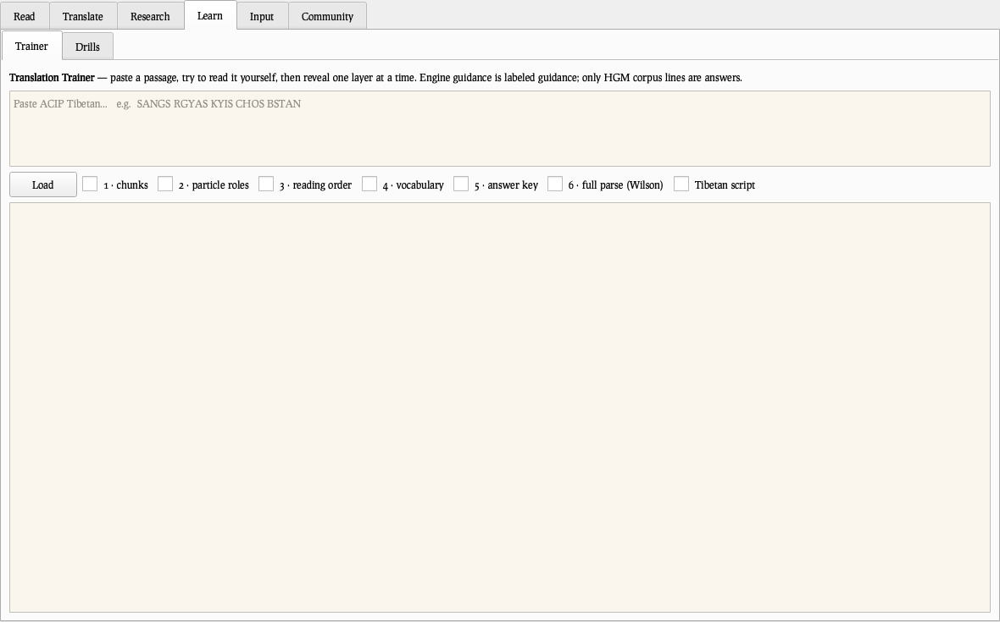 Read Translate Research Learn Input Community
Trainer Drills
Translation Trainer — paste a passage, try to read it yourself, then reveal one layer at a time. Engine guidance is labeled guidance; only HGM corpus lines are answers.
Paste ACIP Tibetan... e.g. SANGS RGYAS KYIS CHOS BSTAN
Load 1 · chunks 2 · particle roles 3 · reading order 4 · vocabulary 5 · answer key 6 · full parse (Wilson) Tibetan script